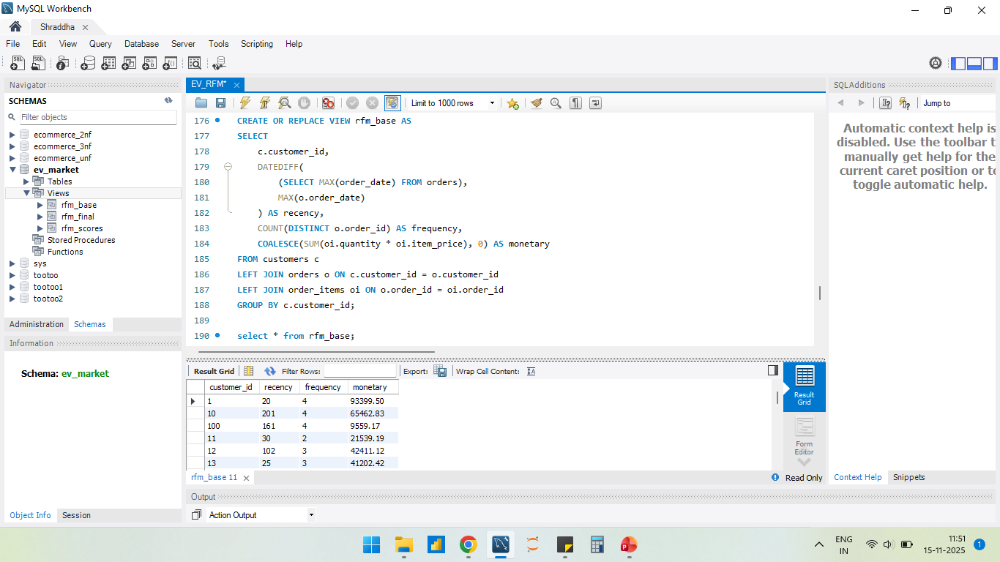 MySQL Workbench
Shraddha
File Edit View Query Database Server Tools Scripting Help
Navigator
SCHEMAS
Filter objects
ecommerce_2nf
ecommerce_3nf
ecommerce_unf
ev_market
Tables
Views
rfm_base
rfm_final
rfm_scores
Stored Procedures
Functions
sys
tootoo
tootoo1
tootoo2
Administration Schemas
Information
Schema: ev_market
Object Info Session
EV_RFM*
Limit to 1000 rows
176 CREATE OR REPLACE VIEW rfm_base AS
177 SELECT
178 c.customer_id,
179 DATEDIFF(
180 (SELECT MAX(order_date) FROM orders),
181 MAX(o.order_date)
182 ) AS recency,
183 COUNT(DISTINCT o.order_id) AS frequency,
184 COALESCE(SUM(oi.quantity * oi.item_price), 0) AS monetary
185 FROM customers c
186 LEFT JOIN orders o ON c.customer_id = o.customer_id
187 LEFT JOIN order_items oi ON o.order_id = oi.order_id
188 GROUP BY c.customer_id;
189
190 select * from rfm_base;
Result Grid Filter Rows: Export: Wrap Cell Content:
customer_id recency frequency monetary
1 20 4 93399.50
10 201 4 65462.83
100 161 4 9559.17
11 30 2 21539.19
12 102 3 42411.12
13 25 3 41202.42
Result
Grid
Form
Editor
rfm_base 11
Read Only
Output
Action Output
SQLAdditions
Jump to
Automatic context help is
disabled. Use the toolbar t
manually get help for the
current caret position or to
toggle automatic help.
Context Help Snippets
ENG
IN
11:51
15-11-2025
1